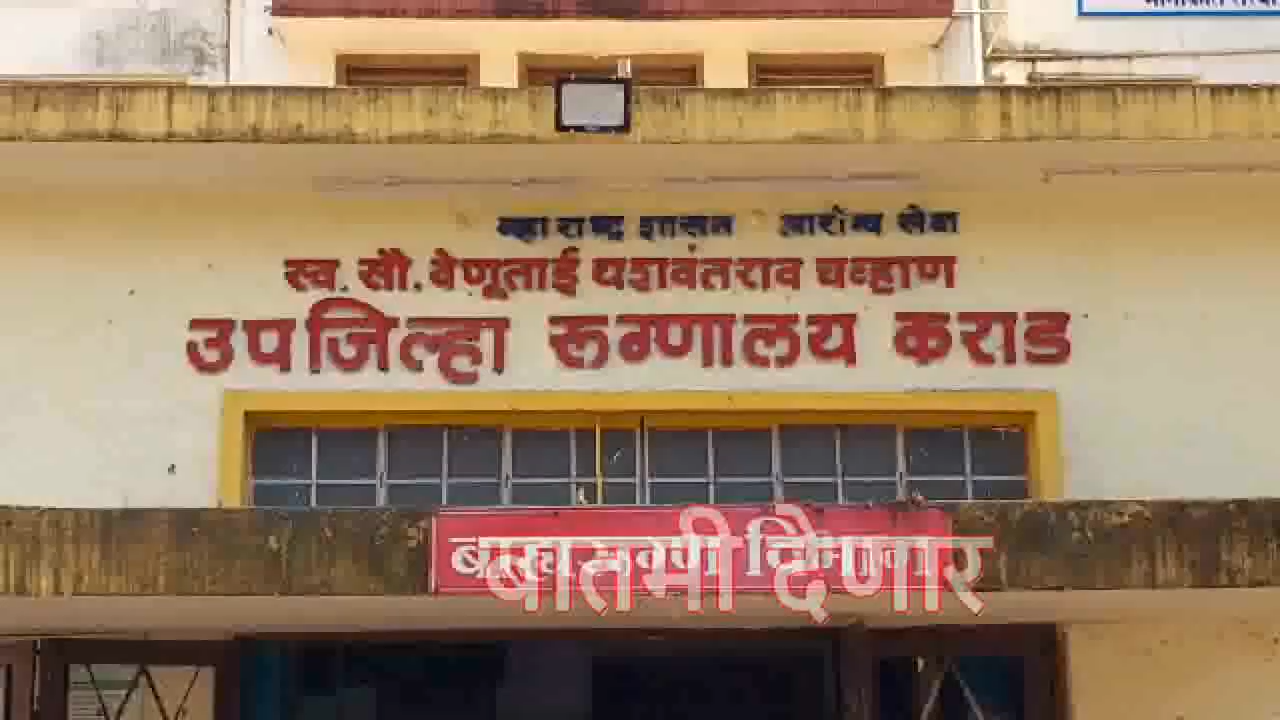 महाराष्ट्र शासन आरोग्य सेवा
स्व. सौ. वेणूताई यशवंतराव चव्हाण
उपजिल्हा रुग्णालय कराड
बाह्य रुग्ण विभाग
बातमी देणार